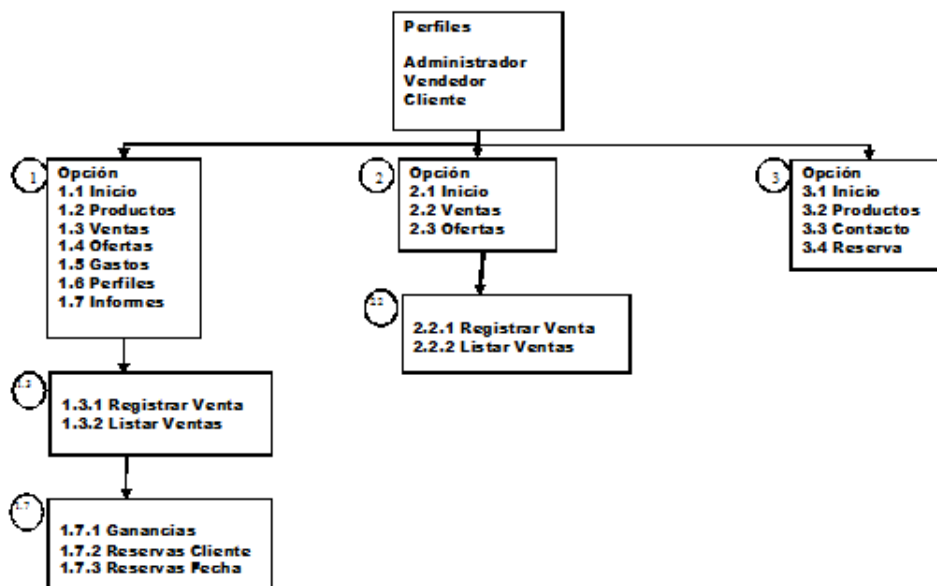 Perfiles
Administrador
Vendedor
Cliente
1
Opción
1.1 Inicio
1.2 Productos
1.3 Ventas
1.4 Ofertas
1.5 Gastos
1.6 Perfiles
1.7 Informes
2
Opción
2.1 Inicio
2.2 Ventas
2.3 Ofertas
3
Opción
3.1 Inicio
3.2 Productos
3.3 Contacto
3.4 Reserva
2.2
2.2.1 Registrar Venta
2.2.2 Listar Ventas
1.3.1 Registrar Venta
1.3.2 Listar Ventas
1.7
1.7.1 Ganancias
1.7.2 Reservas Cliente
1.7.3 Reservas Fecha